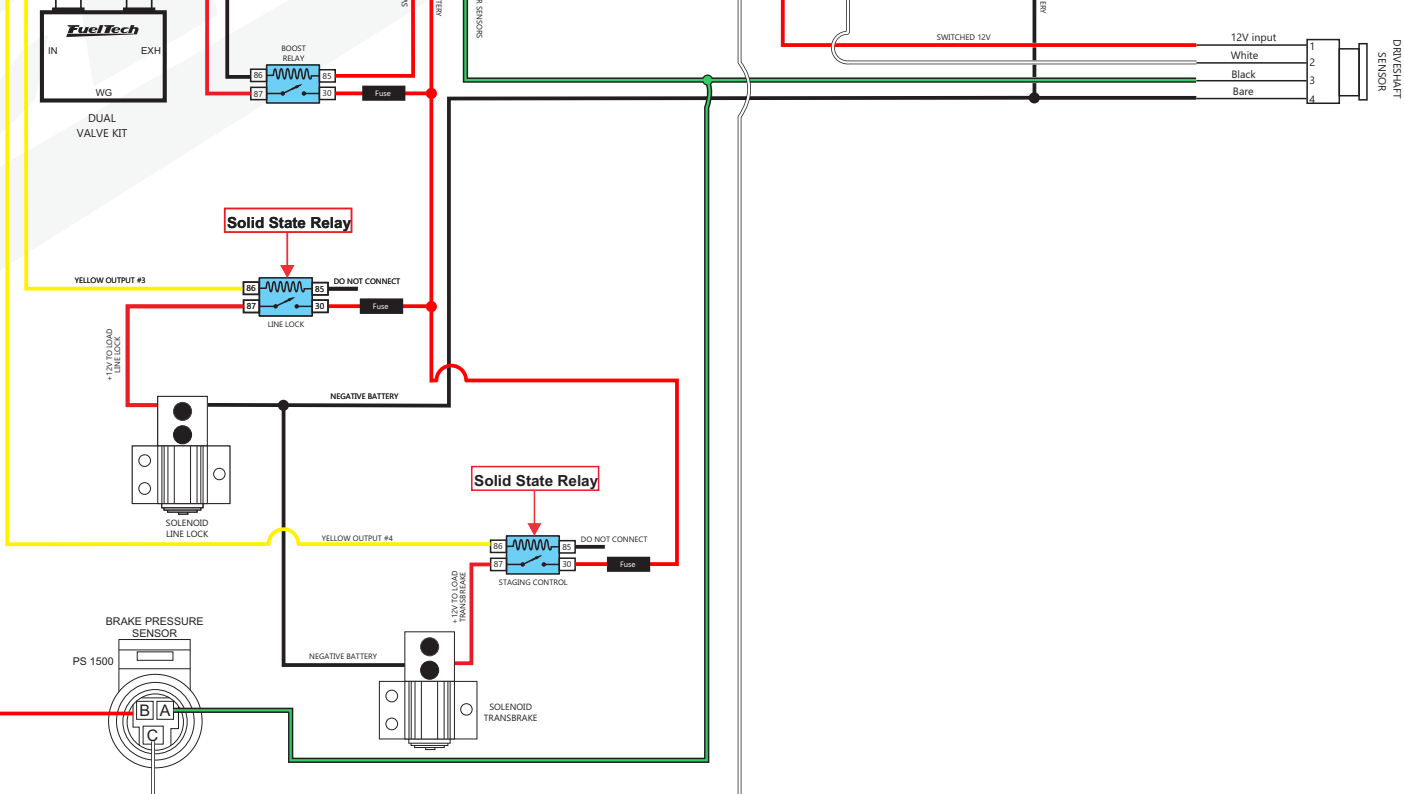 FuelTech
IN
EXH
WG
DUAL
VALVE KIT
BOOST
RELAY
86
85
87
30
Fuse
R SENSORS
SWITCHED 12V
12V input
White
Black
Bare
1
2
3
4
DRIVESHAFT
SENSOR
Solid State Relay
YELLOW OUTPUT #3
86
85
DO NOT CONNECT
87
30
Fuse
LINE LOCK
+12V TO LOAD
LINE LOCK
NEGATIVE BATTERY
SOLENOID
LINE LOCK
Solid State Relay
YELLOW OUTPUT #4
86
85
DO NOT CONNECT
87
30
Fuse
STAGING CONTROL
+12V TO LOAD
TRANSBREAKE
NEGATIVE BATTERY
SOLENOID
TRANSBRAKE
BRAKE PRESSURE
SENSOR
PS 1500
B
A
C